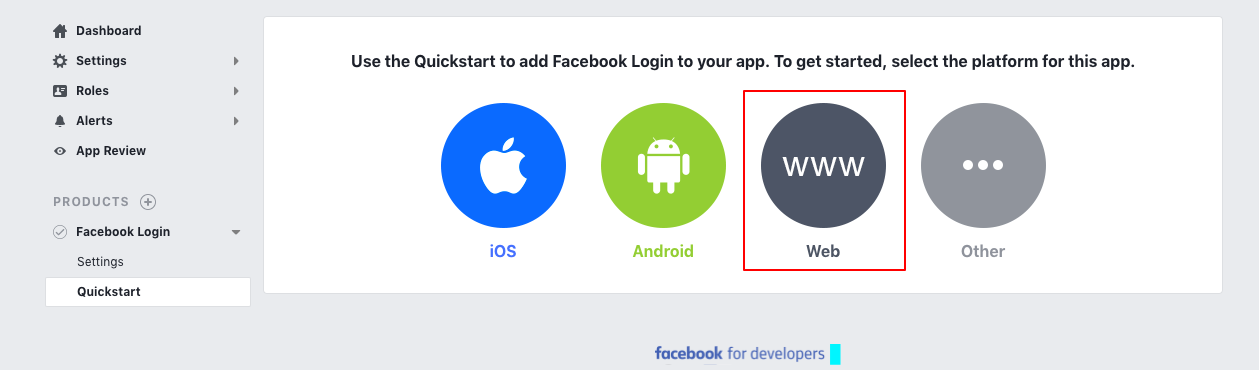 Dashboard
Settings
Roles
Alerts
App Review
PRODUCTS
Facebook Login
Settings
Quickstart
Use the Quickstart to add Facebook Login to your app. To get started, select the platform for this app.
www
iOS
Android
Web
Other
facebook for developers